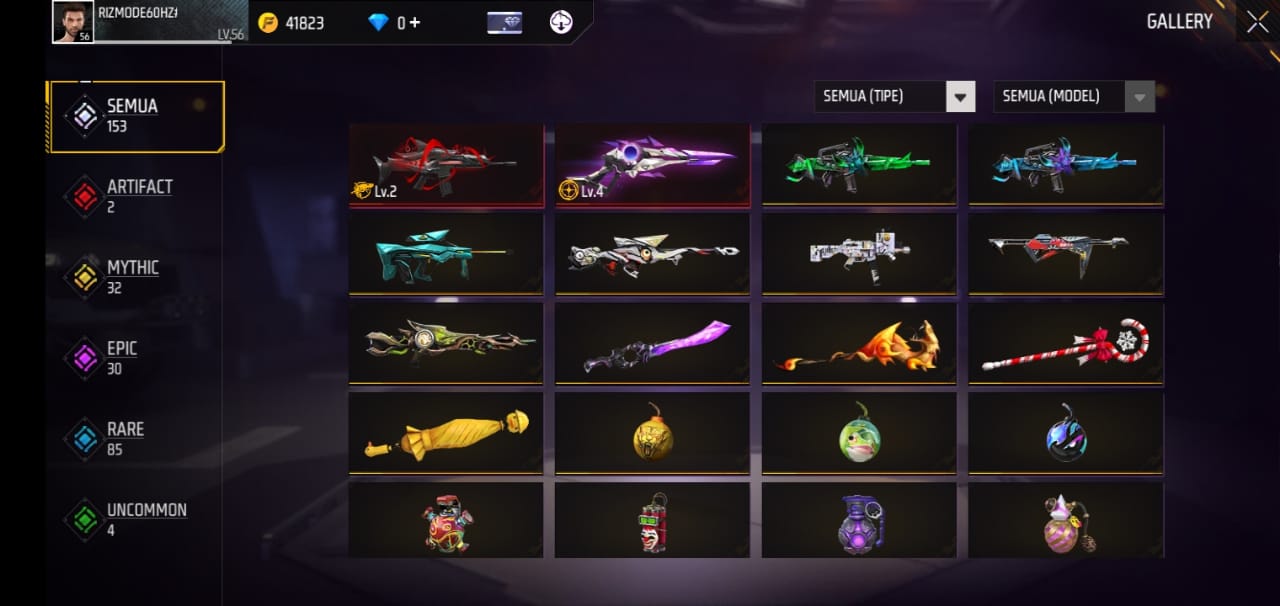 RIZMODE60HZ
56
LV.56
41823
0 +
GALLERY
SEMUA
153
SEMUA (TIPE)
SEMUA (MODEL)
ARTIFACT
2
Lv.2
Lv.4
MYTHIC
32
EPIC
30
RARE
85
UNCOMMON
4